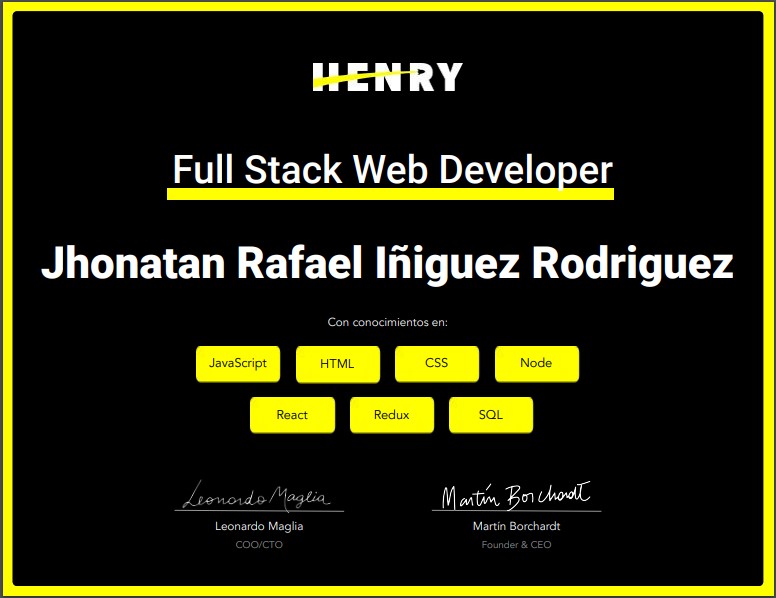 HENRY
Full Stack Web Developer
Jhonatan Rafael Iñiguez Rodriguez
Con conocimientos en:
JavaScript HTML CSS Node
React Redux SQL
Leonardo Maglia Martín Borchardt
Leonardo Maglia Martín Borchardt
COO/CTO Founder & CEO